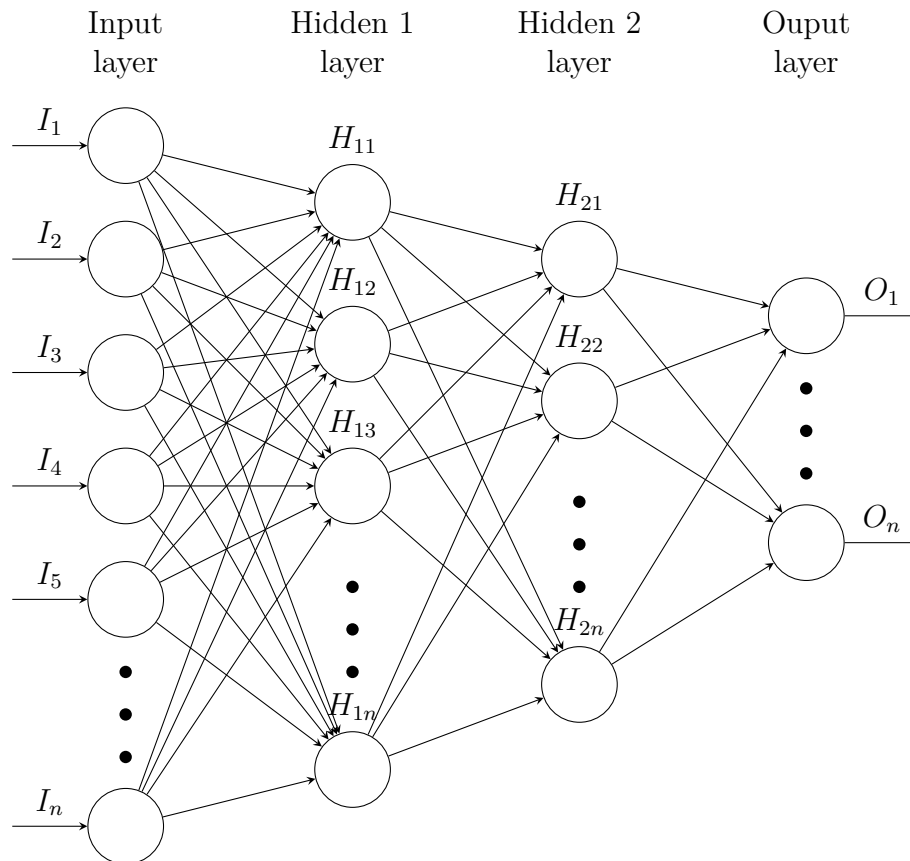 Input
layer
Hidden 1
layer
Hidden 2
layer
Ouput
layer
I₁
I₂
I₃
I₄
I₅
Iₙ
H₁₁
H₁₂
H₁₃
H₁ₙ
H₂₁
H₂₂
H₂ₙ
O₁
Oₙ